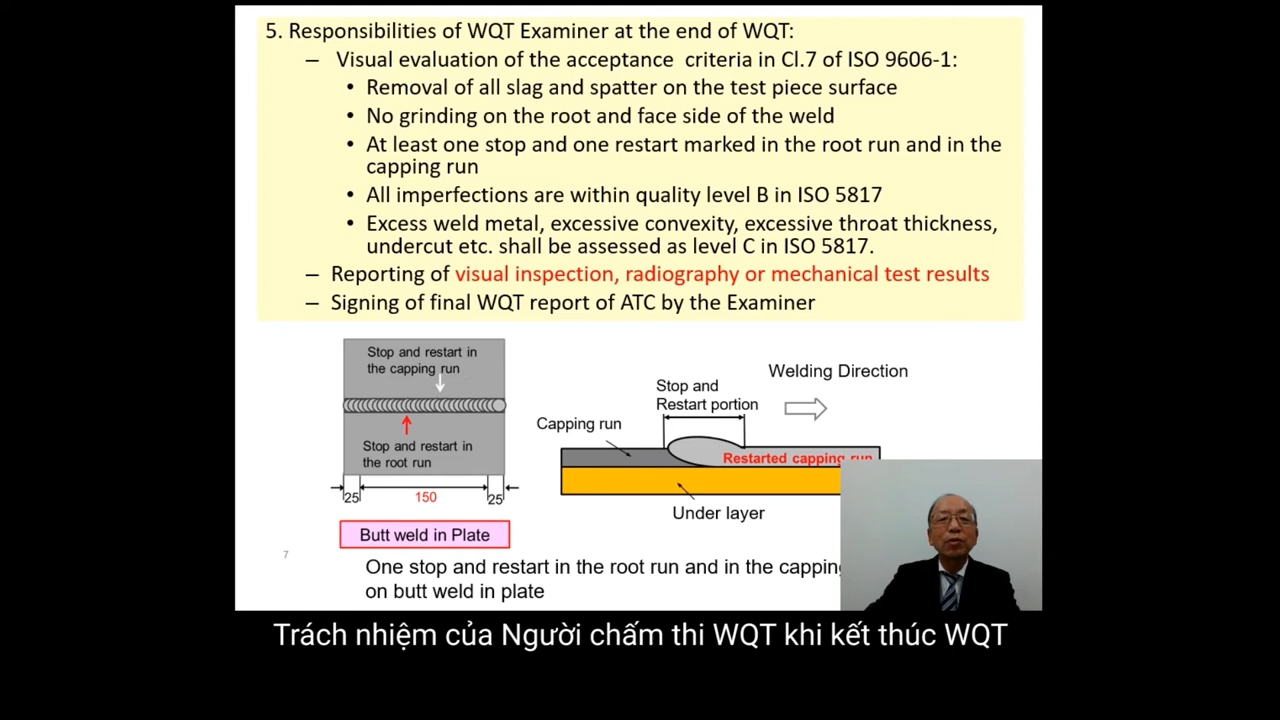 5. Responsibilities of WQT Examiner at the end of WQT:
– Visual evaluation of the acceptance criteria in Cl.7 of ISO 9606-1:
• Removal of all slag and spatter on the test piece surface
• No grinding on the root and face side of the weld
• At least one stop and one restart marked in the root run and in the
capping run
• All imperfections are within quality level B in ISO 5817
• Excess weld metal, excessive convexity, excessive throat thickness,
undercut etc. shall be assessed as level C in ISO 5817.
– Reporting of visual inspection, radiography or mechanical test results
– Signing of final WQT report of ATC by the Examiner
Stop and restart in
the capping run
Stop and restart in
the root run
25
150
25
Butt weld in Plate
Welding Direction
Stop and
Restart portion
Capping run
Restarted capping run
Under layer
7
One stop and restart in the root run and in the capping
on butt weld in plate
Trách nhiệm của Người chấm thi WQT khi kết thúc WQT